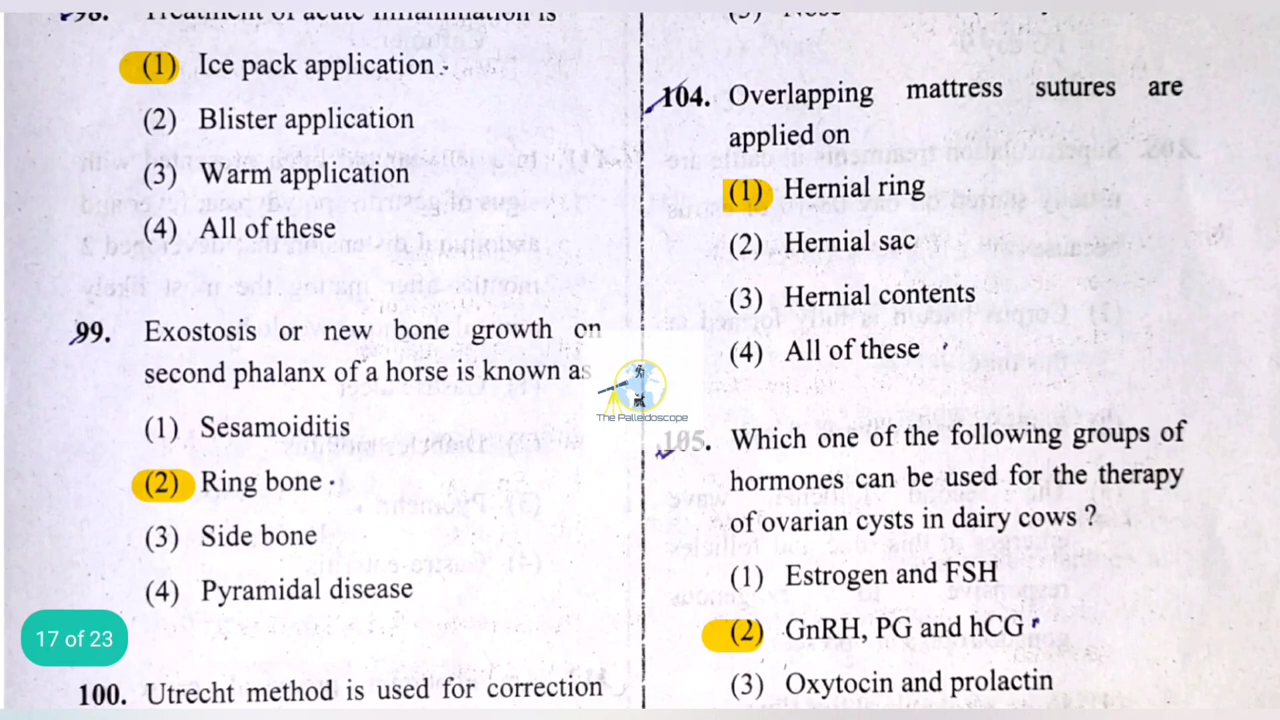 98. Treatment of acute inflammation is
(1) Ice pack application
(2) Blister application
(3) Warm application
(4) All of these
99. Exostosis or new bone growth on
second phalanx of a horse is known as
(1) Sesamoiditis
(2) Ring bone
(3) Side bone
(4) Pyramidal disease
17 of 23
100. Utrecht method is used for correction
(3) Nose
104. Overlapping mattress sutures are
applied on
(1) Hernial ring
(2) Hernial sac
(3) Hernial contents
(4) All of these
The Palleidoscope
105. Which one of the following groups of
hormones can be used for the therapy
of ovarian cysts in dairy cows ?
(1) Estrogen and FSH
(2) GnRH, PG and hCG
(3) Oxytocin and prolactin